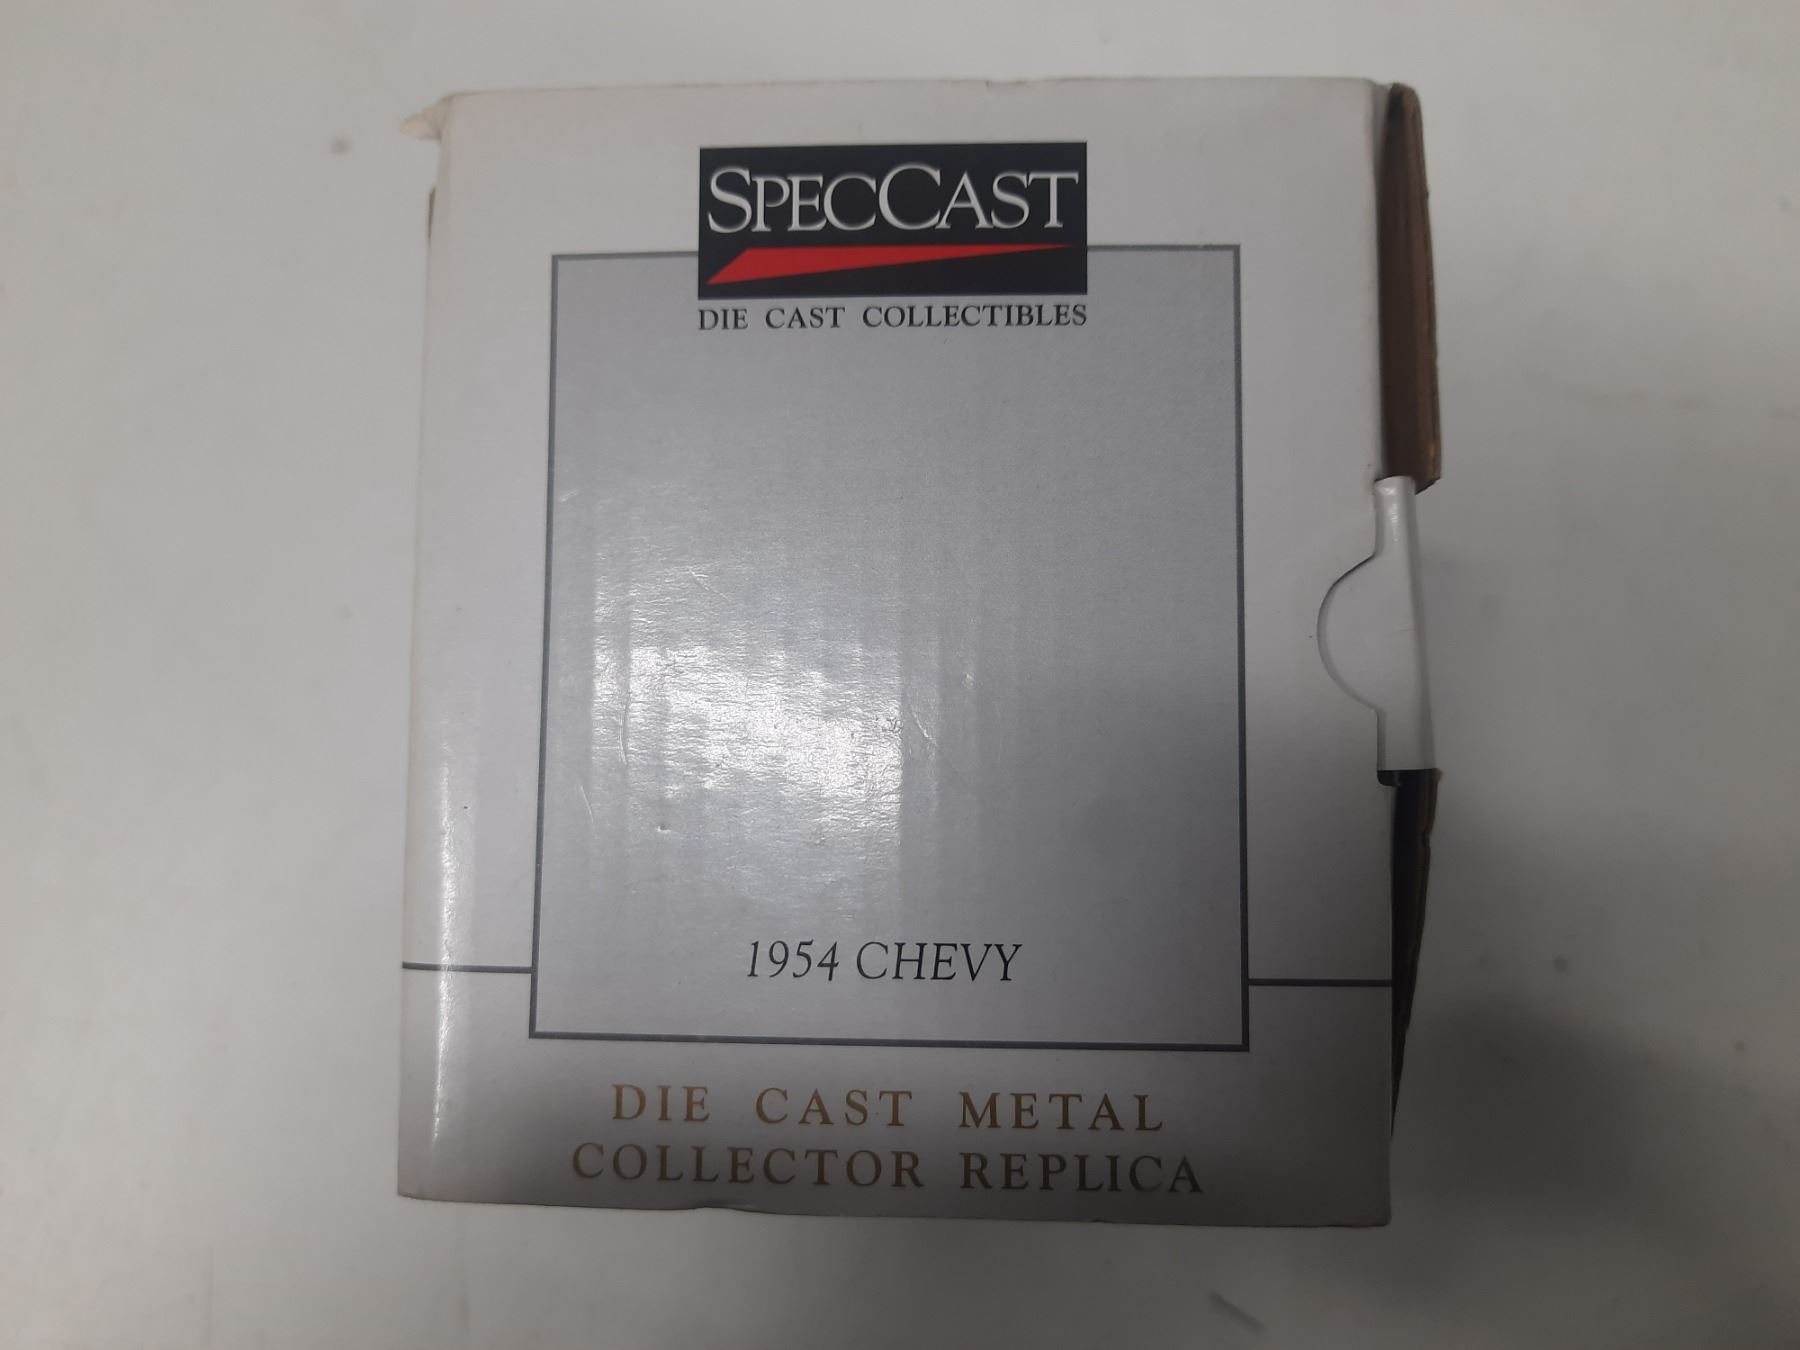 SPECCAST
DIE CAST COLLECTIBLES
1954 CHEVY
DIE CAST METAL
COLLECTOR REPLICA